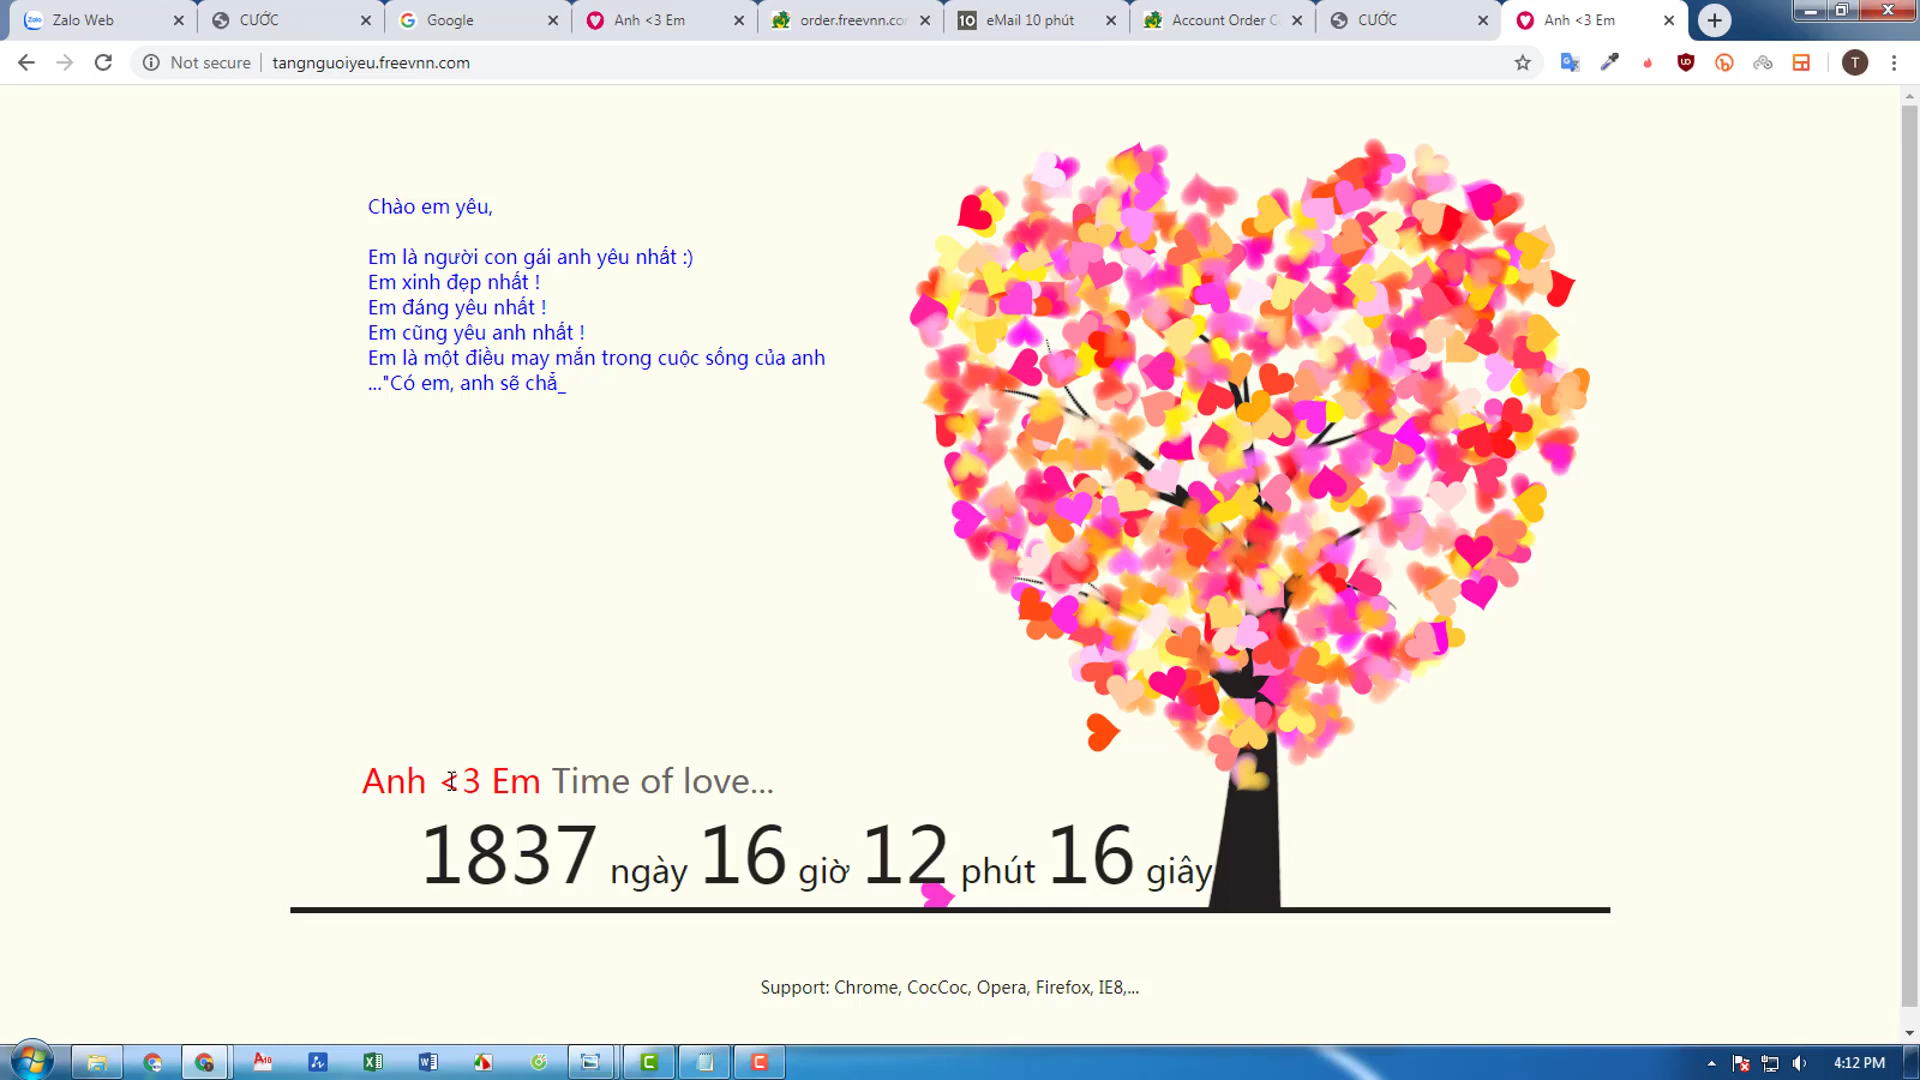 Zalo Web
CƯỚC
Google
Anh <3 Em
order.freevnn.co
eMail 10 phút
Account Order C
CƯỚC
Anh <3 Em
Not secure
tangnguoiyeu.freevnn.com
T
Chào em yêu,
Em là người con gái anh yêu nhất :)
Em xinh đẹp nhất !
Em đáng yêu nhất !
Em cũng yêu anh nhất !
Em là một điều may mắn trong cuộc sống của anh
..."Có em, anh sẽ chẳ_
Anh <3 Em Time of love...
1837 ngày 16 giờ 12 phút 16 giây
Support: Chrome, CocCoc, Opera, Firefox, IE8,...
4:12 PM